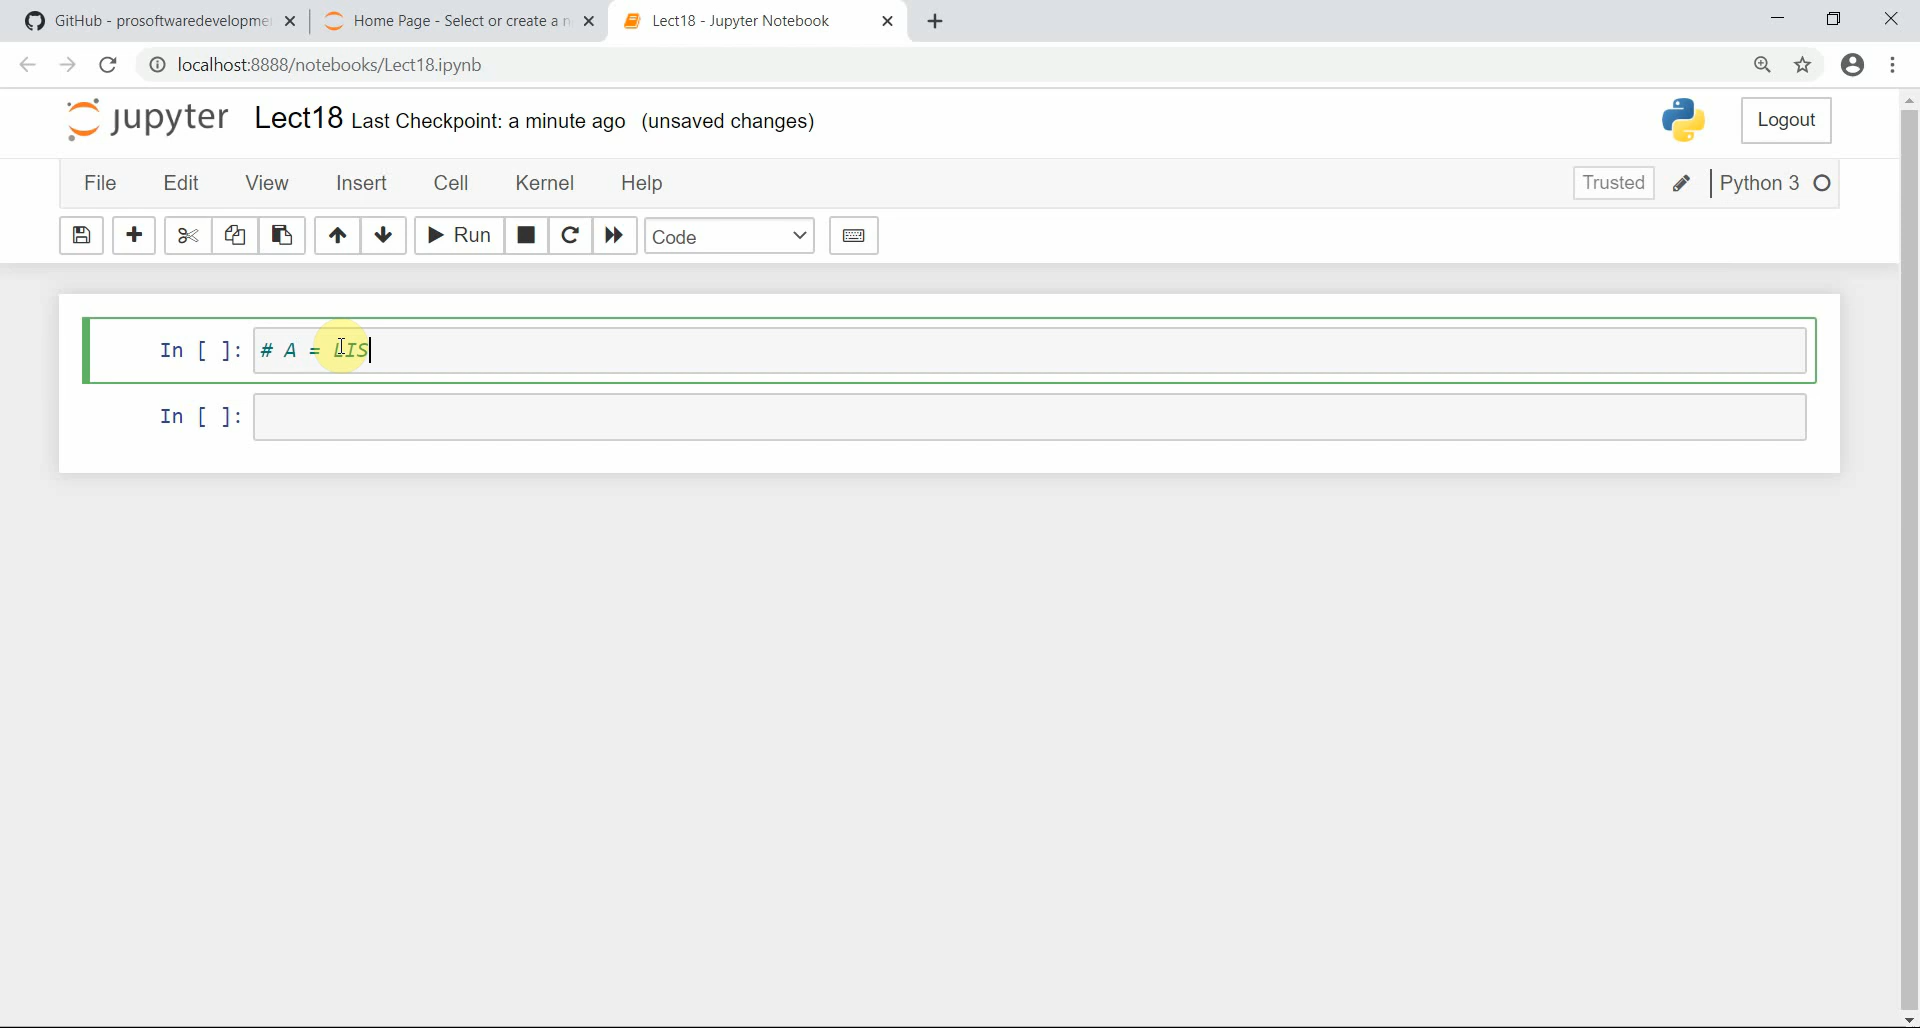 GitHub - prosoftwaredevelopme
Home Page - Select or create a n
Lect18 - Jupyter Notebook
localhost:8888/notebooks/Lect18.ipynb
jupyter Lect18 Last Checkpoint: a minute ago (unsaved changes)
Logout
File Edit View Insert Cell Kernel Help
Trusted
Python 3
Run
Code
In [ ]: # A = LIS
In [ ]: